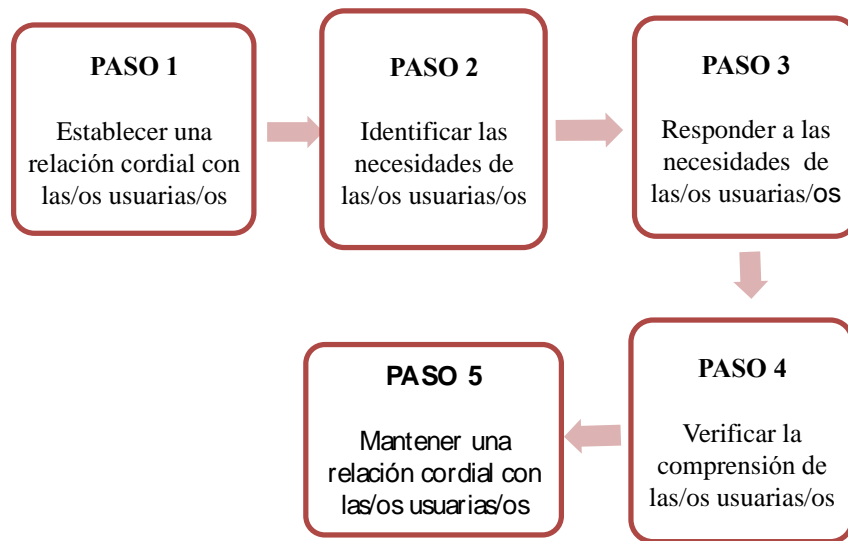 PASO 1
Establecer una
relación cordial con
las/os usuarias/os
PASO 2
Identificar las
necesidades de
las/os usuarias/os
PASO 3
Responder a las
necesidades de
las/os usuarias/os
PASO 4
Verificar la
comprensión de
las/os usuarias/os
PASO 5
Mantener una
relación cordial con
las/os usuarias/os